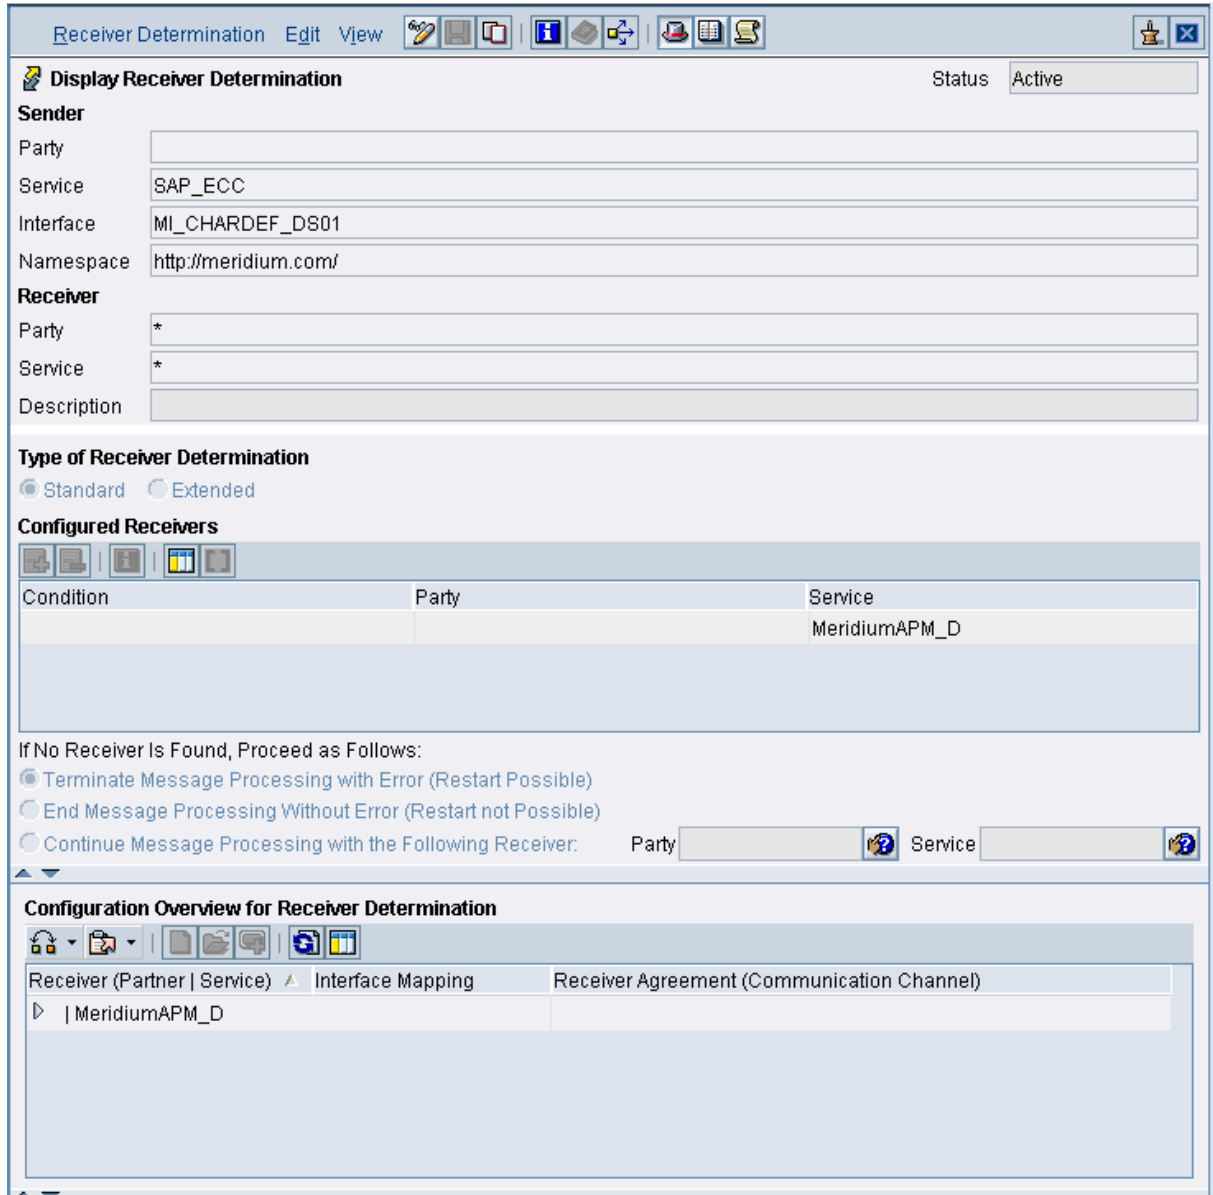 Receiver Determination Edit View
Display Receiver Determination Status Active
Sender
Party
Service SAP_ECC
Interface MI_CHARDEF_DS01
Namespace http://meridium.com/
Receiver
Party *
Service *
Description
Type of Receiver Determination
Standard Extended
Configured Receivers
Condition Party Service
MeridiumAPM_D
If No Receiver Is Found, Proceed as Follows:
Terminate Message Processing with Error (Restart Possible)
End Message Processing Without Error (Restart not Possible)
Continue Message Processing with the Following Receiver: Party Service
Configuration Overview for Receiver Determination
Receiver (Partner | Service) Interface Mapping Receiver Agreement (Communication Channel)
| MeridiumAPM_D